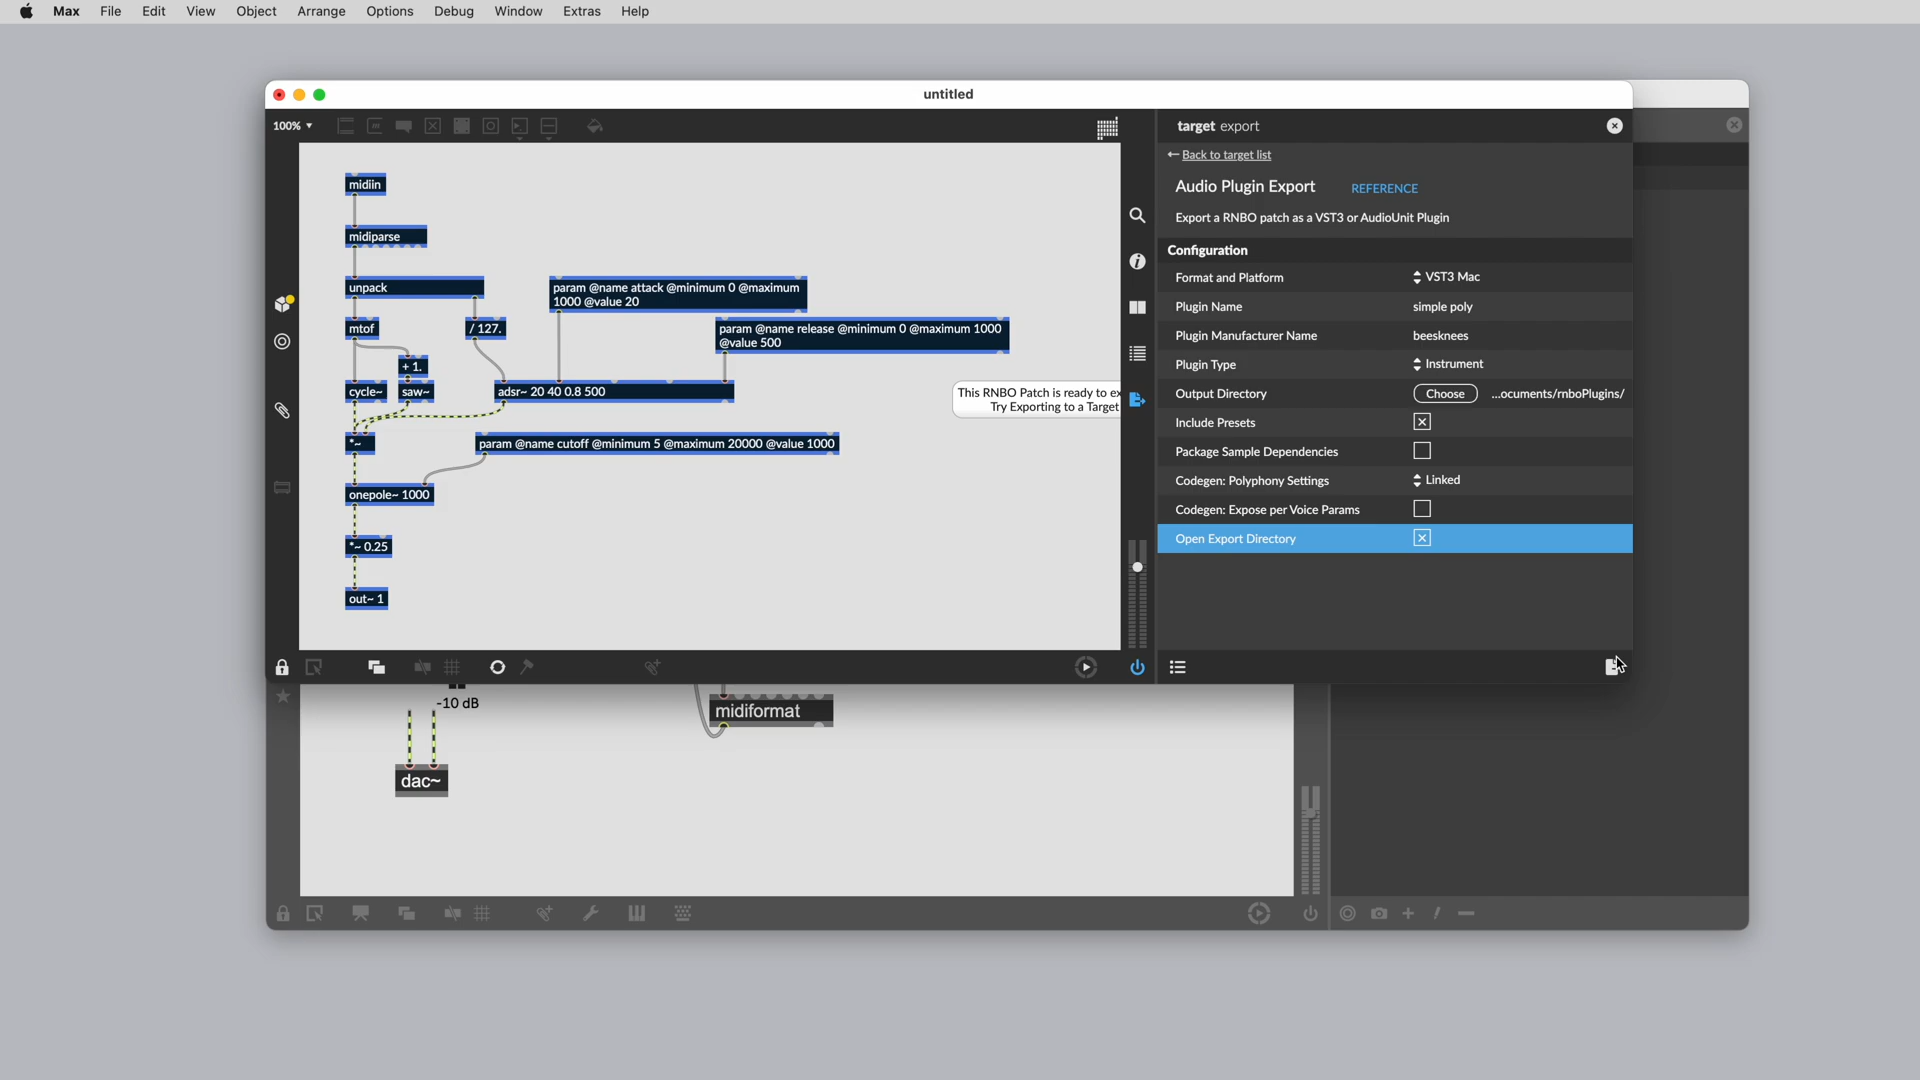 Max File Edit View Object Arrange Options Debug Window Extras Help
untitled
100%
target export
Back to target list
Audio Plugin Export REFERENCE
Export a RNBO patch as a VST3 or AudioUnit Plugin
Configuration
Format and Platform VST3 Mac
Plugin Name simple poly
Plugin Manufacturer Name beesknees
Plugin Type Instrument
Output Directory Choose ...ocuments/rnboPlugins/
Include Presets
Package Sample Dependencies
Codegen: Polyphony Settings Linked
Codegen: Expose per Voice Params
Open Export Directory
midiin
midiparse
unpack
param @name attack @minimum 0 @maximum
1000 @value 20
mtof
/ 127.
param @name release @minimum 0 @maximum 1000
@value 500
+ 1.
cycle~
saw~
adsr~ 20 40 0.8 500
This RNBO Patch is ready to ex
Try Exporting to a Target
*~
param @name cutoff @minimum 5 @maximum 20000 @value 1000
onepole~ 1000
*~ 0.25
out~ 1
-10 dB
midiformat
dac~